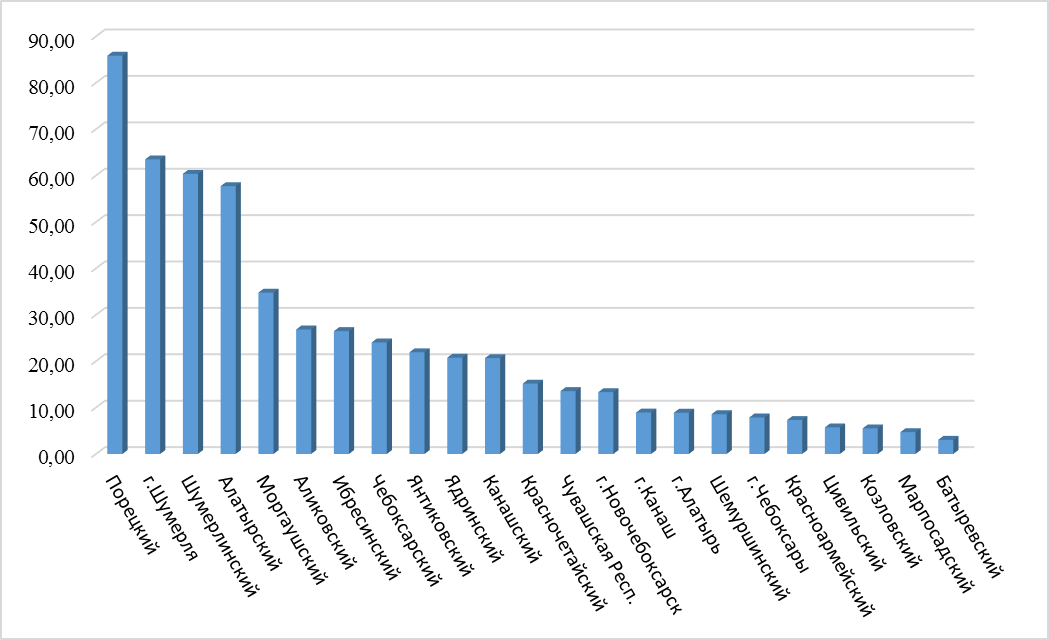 90,00
80,00
70,00
60,00
50,00
40,00
30,00
20,00
10,00
0,00
Порецкий
г.Шумерля
Шумерлинский
Алатырский
Моргаушский
Аликовский
Ибресинский
Чебоксарский
Янтиковский
Ядринский
Канашский
Красночетайский
Чувашская Респ.
г.Новочебоксарск
г.Канаш
г.Алатырь
Шемуршинский
г.Чебоксары
Красноармейский
Цивильский
Козловский
Марпосадский
Батыревский